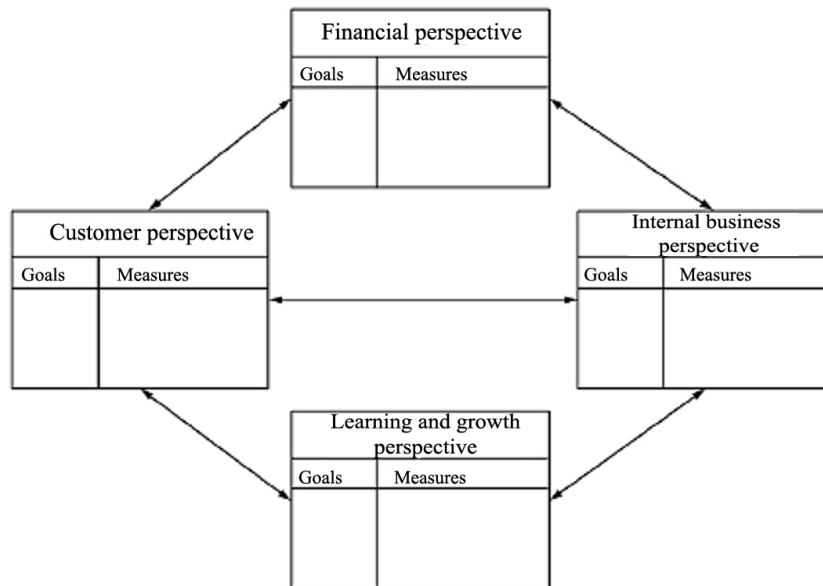 Financial perspective
Goals Measures
Customer perspective
Goals Measures
Internal business
perspective
Goals Measures
Learning and growth
perspective
Goals Measures